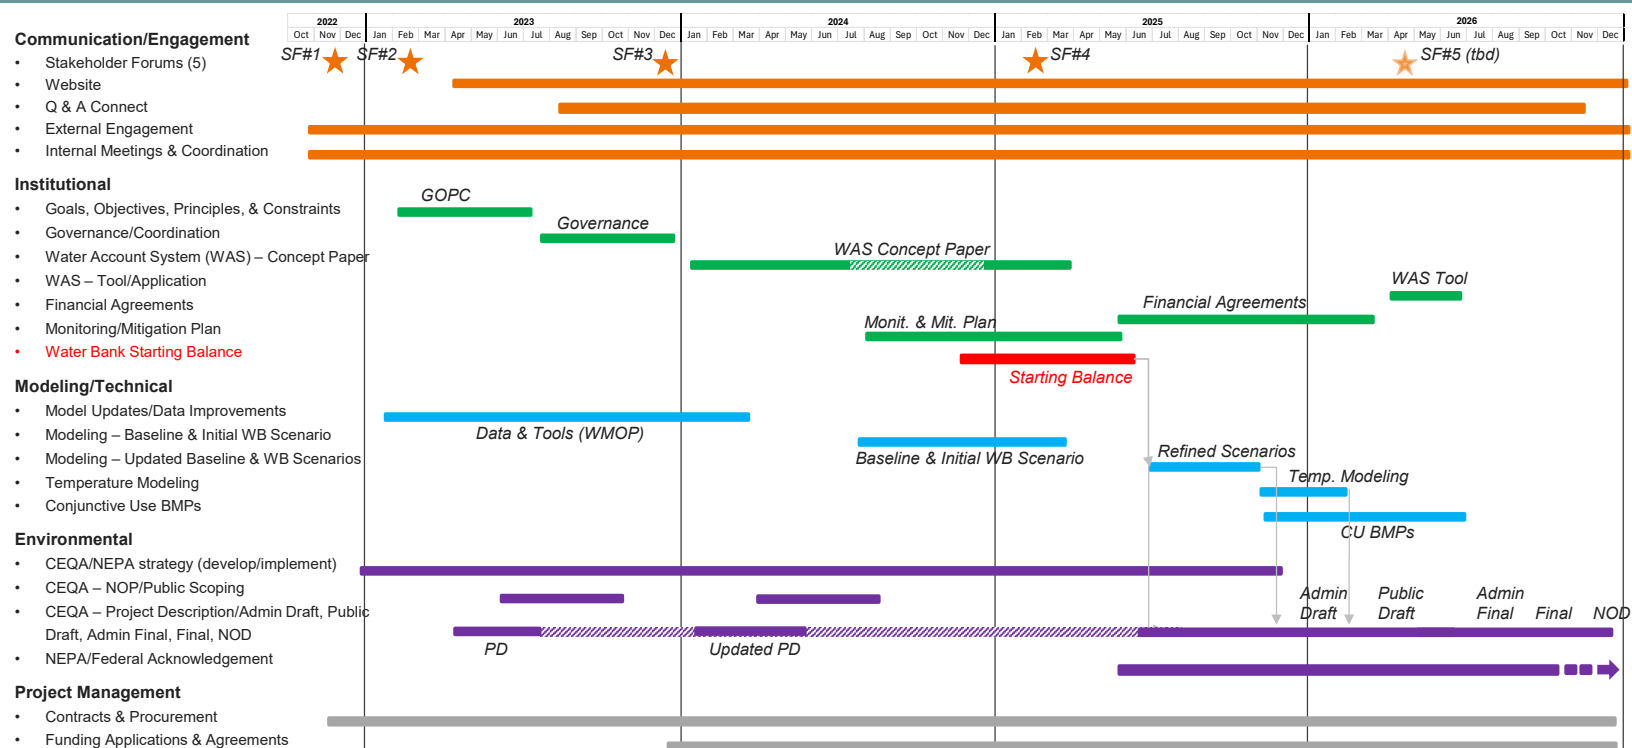 2022 2023 2024 2025 2026
Oct Nov Dec Jan Feb Mar Apr May Jun Jul Aug Sep Oct Nov Dec Jan Feb Mar Apr May Jun Jul Aug Sep Oct Nov Dec Jan Feb Mar Apr May Jun Jul Aug Sep Oct Nov Dec Jan Feb Mar Apr May Jun Jul Aug Sep Oct Nov Dec
Communication/Engagement
• Stakeholder Forums (5)
SF#1 SF#2 SF#3 SF#4 SF#5 (tbd)
• Website
• Q & A Connect
• External Engagement
• Internal Meetings & Coordination
Institutional
GOPC
• Goals, Objectives, Principles, & Constraints
Governance
• Governance/Coordination
WAS Concept Paper
• Water Account System (WAS) – Concept Paper
WAS Tool
• WAS – Tool/Application
Financial Agreements
• Financial Agreements
Monit. & Mit. Plan
• Monitoring/Mitigation Plan
• Water Bank Starting Balance
Starting Balance
Modeling/Technical
• Model Updates/Data Improvements
Data & Tools (WMOP)
• Modeling – Baseline & Initial WB Scenario
Baseline & Initial WB Scenario
• Modeling – Updated Baseline & WB Scenarios
Refined Scenarios
• Temperature Modeling
Temp. Modeling
• Conjunctive Use BMPs
CU BMPs
Environmental
• CEQA/NEPA strategy (develop/implement)
• CEQA – NOP/Public Scoping
• CEQA – Project Description/Admin Draft, Public
Draft, Admin Final, Final, NOD
Admin Public Admin
Draft Draft Final Final NOD
PD Updated PD
• NEPA/Federal Acknowledgement
Project Management
• Contracts & Procurement
• Funding Applications & Agreements